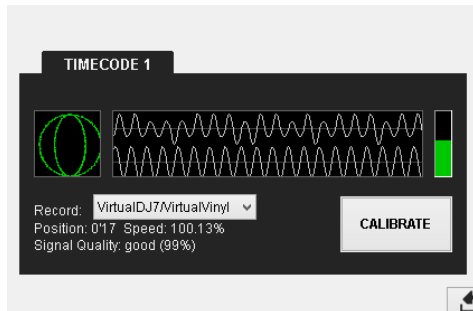 TIMECODE 1
Record: VirtualDJ7/VirtualVinyl
Position: 0'17 Speed: 100.13%
Signal Quality: good (99%)
CALIBRATE